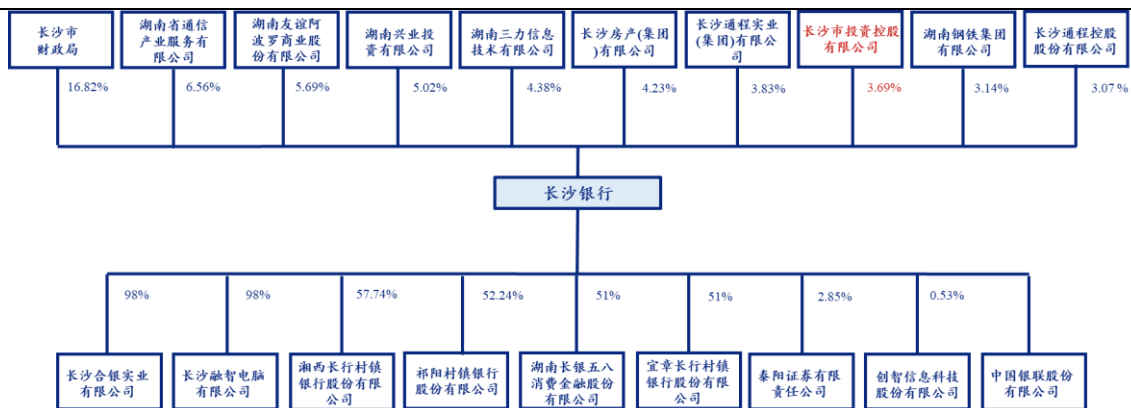 长沙市
财政局
湖南省通信
产业服务有
限公司
湖南友谊阿
波罗商业股
份有限公司
湖南兴业投
资有限公司
湖南三力信息
技术有限公司
长沙房产(集团
)有限公司
长沙通程实业
(集团)有限公
司
长沙市投资控股
有限公司
湖南钢铁集团
有限公司
长沙通程控股
股份有限公司
16.82%
6.56%
5.69%
5.02%
4.38%
4.23%
3.83%
3.69%
3.14%
3.07%
长沙银行
98%
98%
57.74%
52.24%
51%
51%
2.85%
0.53%
长沙合银实业
有限公司
长沙融智电脑
有限公司
湘西长行村镇
银行股份有限
公司
祁阳村镇银行
股份有限公司
湖南长银五八
消费金融股份
有限公司
宜章长行村镇
银行股份有限
公司
泰阳证券有限
责任公司
创智信息科技
股份有限公司
中国银联股份
有限公司